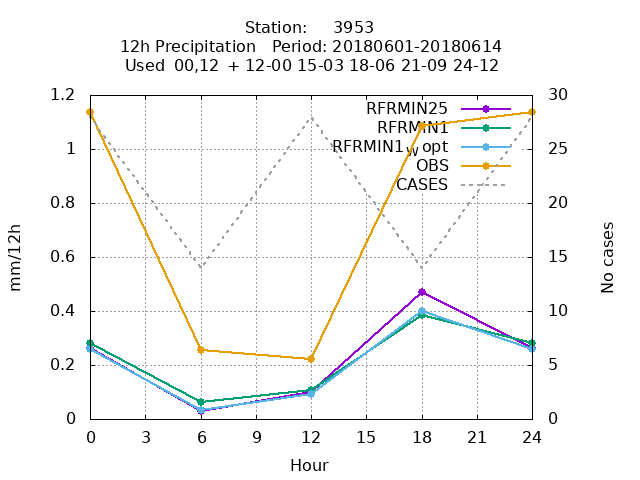 Station: 3953
12h Precipitation Period: 20180601-20180614
Used 00,12 + 12-00 15-03 18-06 21-09 24-12
RFRMIN25
RFRMIN1
RFRMIN1_w opt
OBS
CASES
1.2
1
0.8
0.6
0.4
0.2
0
mm/12h
30
25
20
15
10
5
0
No cases
0 3 6 9 12 15 18 21 24
Hour